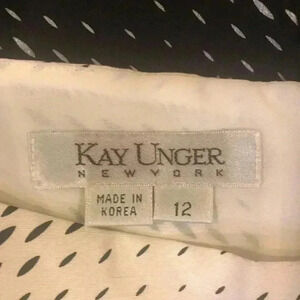 KAY UNGER
NEW YORK
MADE IN
KOREA
12